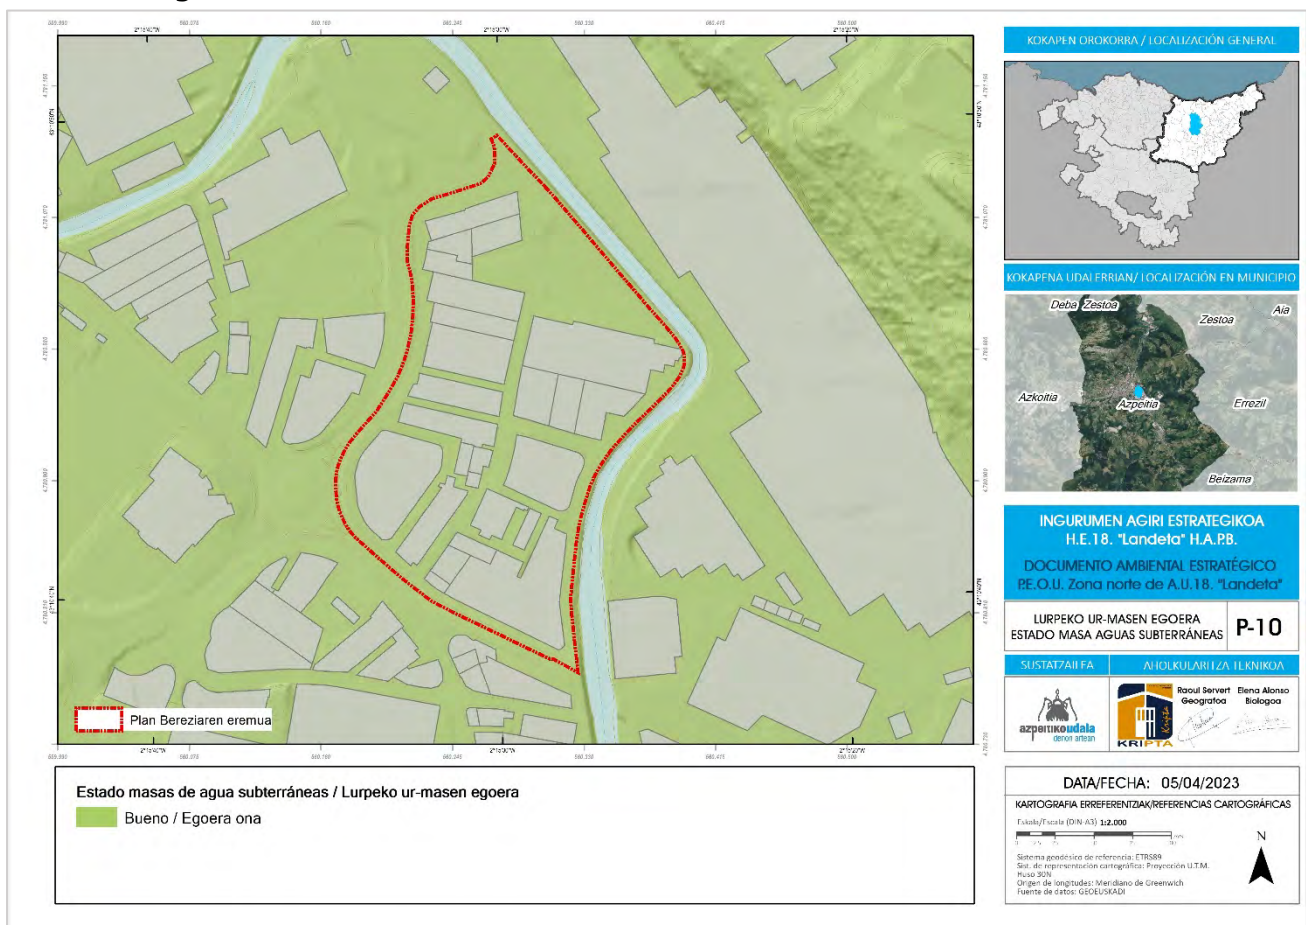 KOKAPEN OROKORRA / LOCALIZACIÓN GENERAL
KOKAPENA UDALERRIAN/ LOCALIZACIÓN EN MUNICIPIO
Deba
Zestoa
Zestoa
Aia
Azkoitia
Azpeitia
Errezil
Beizama
INGURUMEN AGIRI ESTRATEGIKOA
H.E.18. "Landeta" H.A.P.B.
DOCUMENTO AMBIENTAL ESTRATÉGICO
P.E.O.U. Zona norte de A.U.18. "Landeta"
LURPEKO UR-MASEN EGOERA
ESTADO MASA AGUAS SUBTERRÁNEAS
P-10
SUSTATZAILEA
AHOLKULARITZA TEKNIKOA
azpeitikoudala
denon artean
KRIPTA
Kripta
Raoul Servert
Geografoa
Elena Alonso
Biologoa
DATA/FECHA: 05/04/2023
KARTOGRAFIA ERREFERENTZIAK/REFERENCIAS CARTOGRÁFICAS
Eskala/Escala (DIN-A3) 1:2.000
N
Sistema geodésico de referencia: ETRS89
Sist. de representación cartográfica: Proyección U.T.M.
Huso 30N
Origen de longitudes: Meridiano de Greenwich
Fuente de datos: GEOEUSKADI
Plan Bereziaren eremua
Estado masas de agua subterráneas / Lurpeko ur-masen egoera
Bueno / Egoera ona